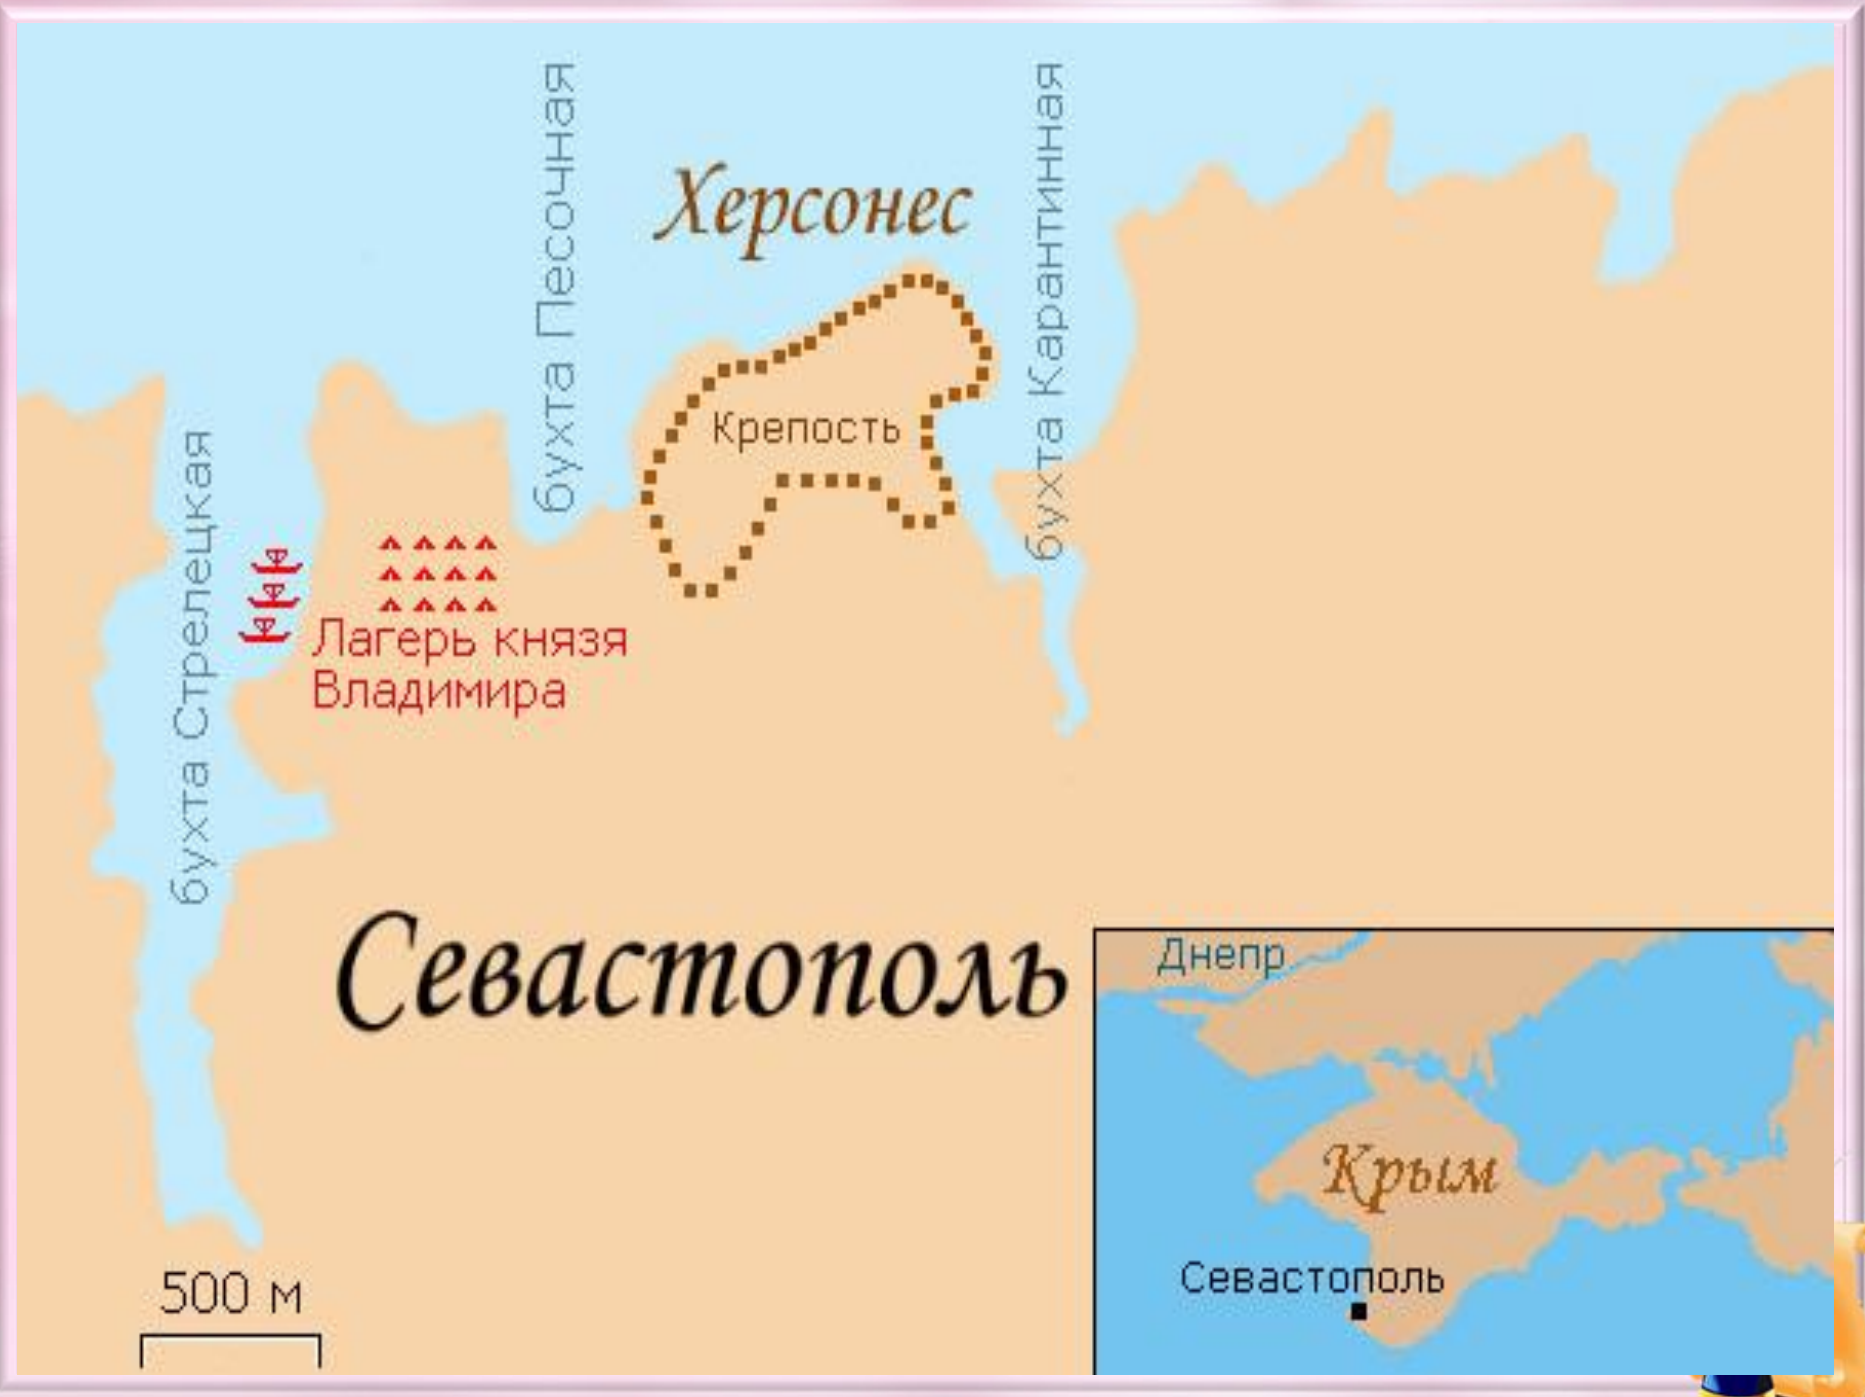 бухта Песочная
бухта Карантинная
Херсонес
Крепость
бухта Стрелецкая
Лагерь князя
Владимира
Севастополь
Днепр
Крым
Севастополь
500 м